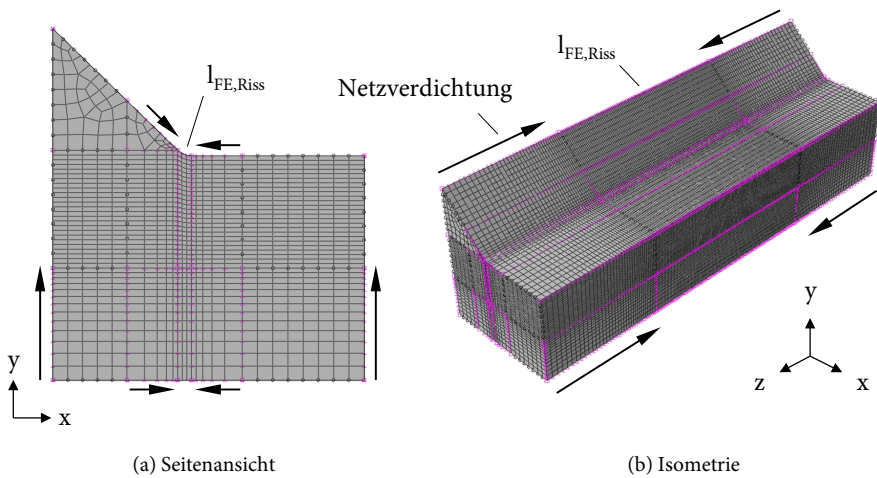 l_FE,Riss
y
x
(a) Seitenansicht
Netzverdichtung
l_FE,Riss
y
z
x
(b) Isometrie